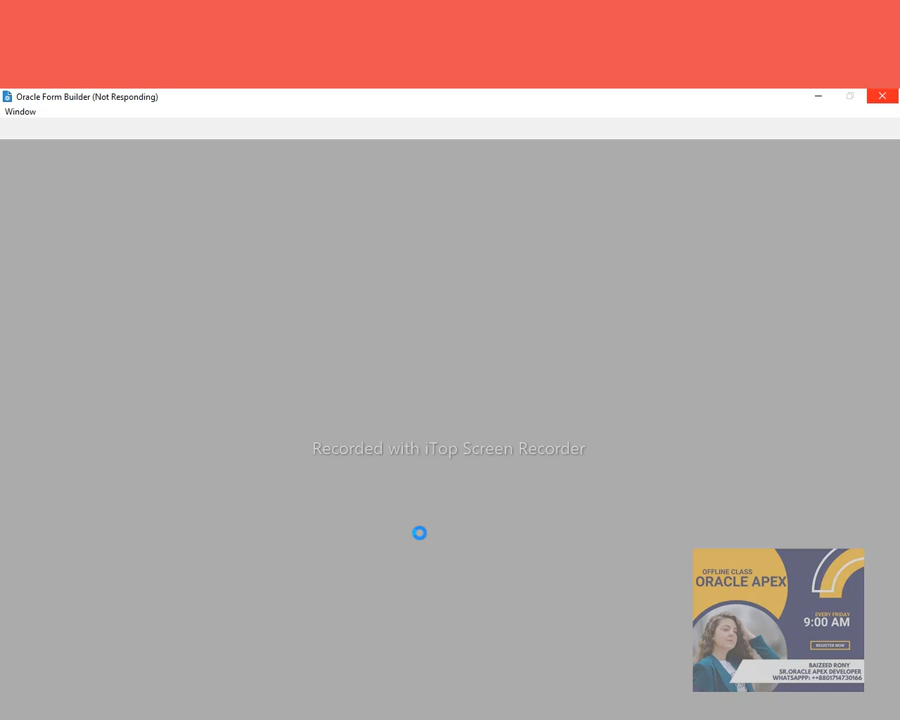 Oracle Form Builder (Not Responding)
Window
Recorded with iTop Screen Recorder
OFFLINE CLASS
ORACLE APEX
EVERY FRIDAY
9:00 AM
REGISTER NOW
BAIZEED RONY
SR.ORACLE APEX DEVELOPER
WHATSAPPP: ++8801714730166